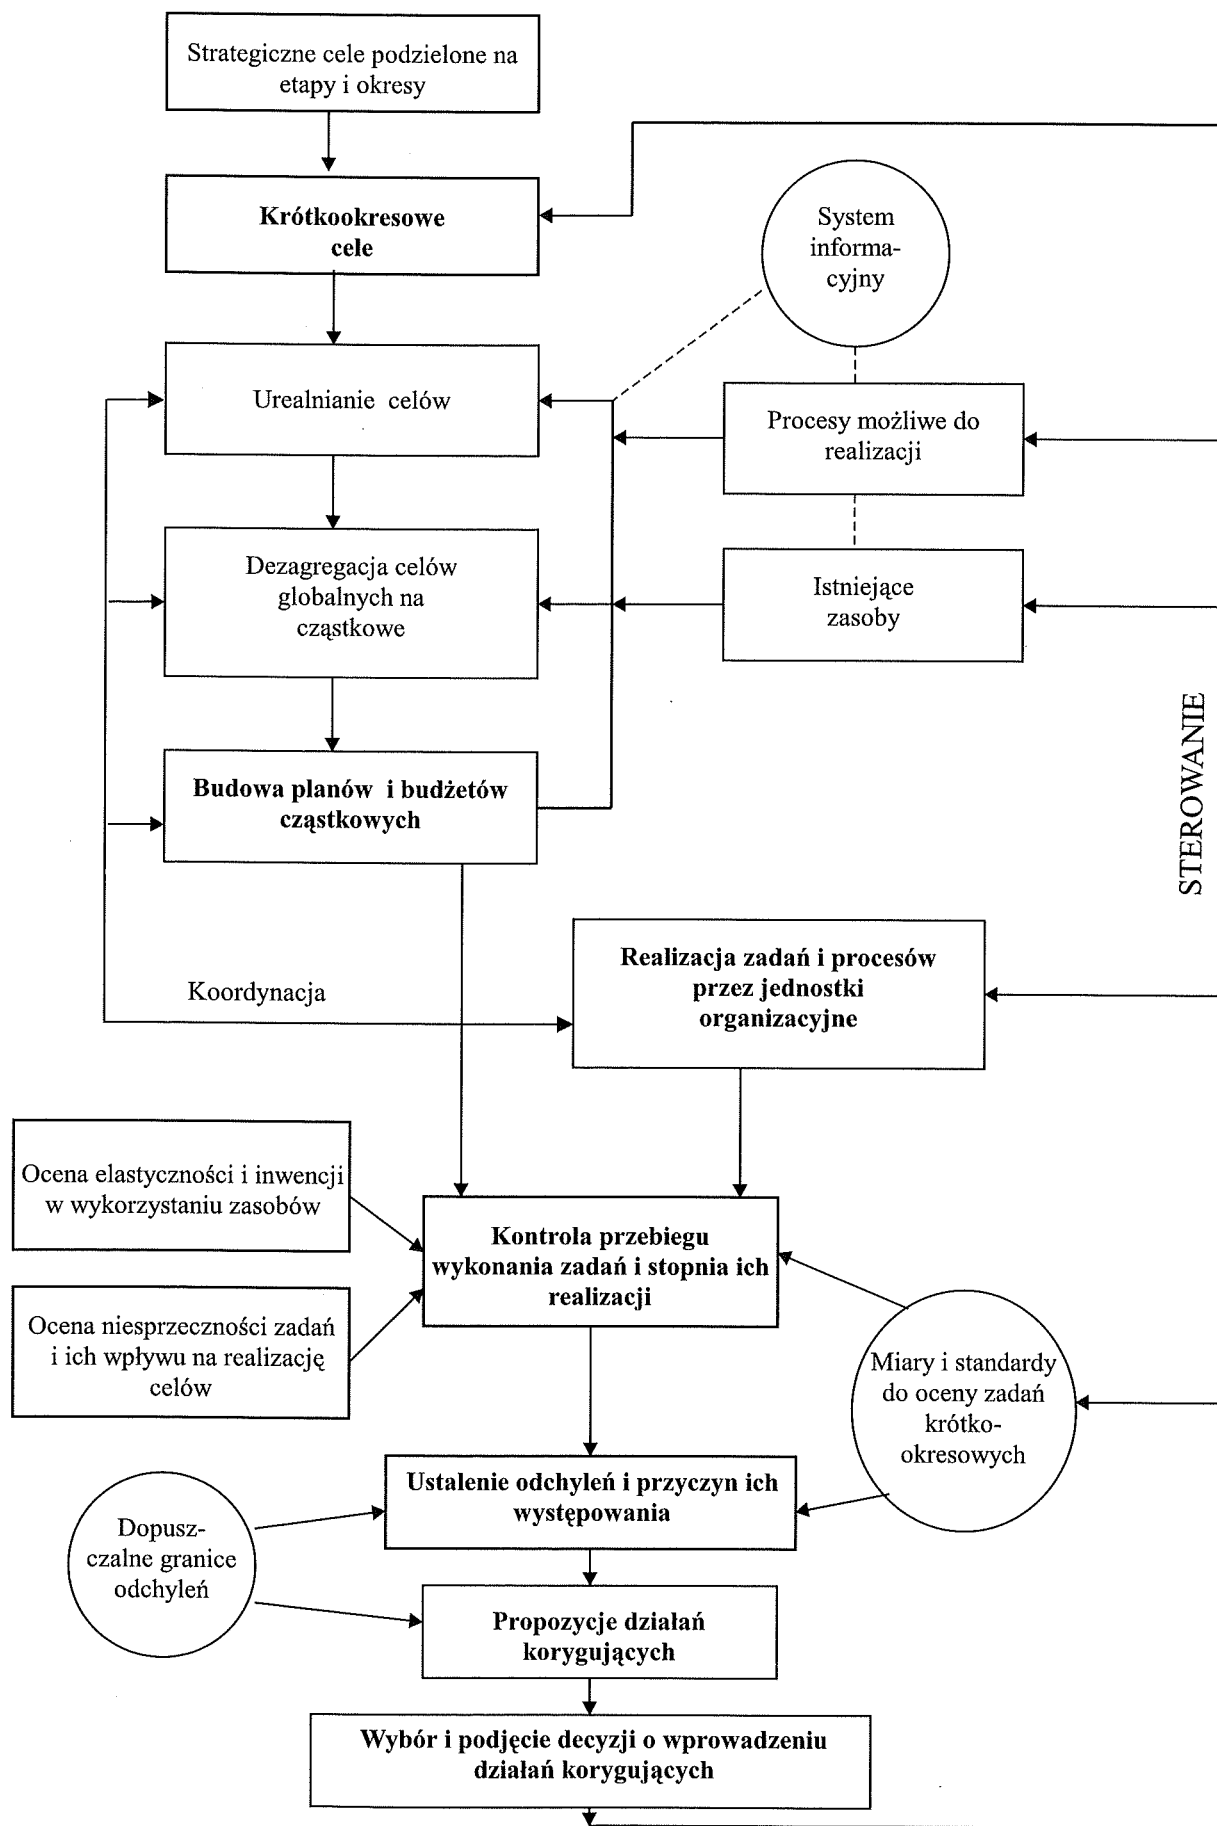 Strategiczne cele podzielone na
etapy i okresy
Krótkookresowe
cele
System
informa-
cyjny
Urealnianie celów
Procesy możliwe do
realizacji
Dezagregacja celów
globalnych na
cząstkowe
Istniejące
zasoby
STEROWANIE
Budowa planów i budżetów
cząstkowych
Realizacja zadań i procesów
przez jednostki
organizacyjne
Koordynacja
Ocena elastyczności i inwencji
w wykorzystaniu zasobów
Kontrola przebiegu
wykonania zadań i stopnia ich
realizacji
Ocena niesprzeczności zadań
i ich wpływu na realizację
celów
Miary i standardy
do oceny zadań
krótko-
okresowych
Ustalenie odchyleń i przyczyn ich
występowania
Dopusz-
czalne granice
odchyleń
Propozycje działań
korygujących
Wybór i podjęcie decyzji o wprowadzeniu
działań korygujących